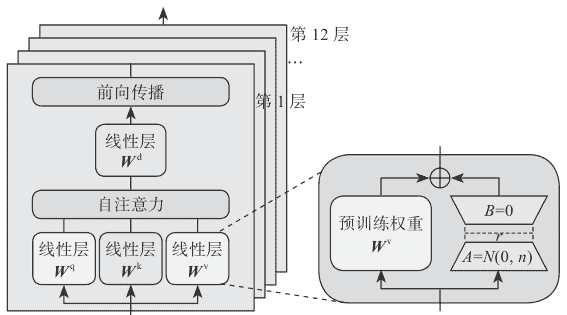 第 12 层
…
第 1 层
前向传播
线性层
W^d
自注意力
线性层
W^q
线性层
W^k
线性层
W^v
预训练权重
W^v
B=0
r
A=N(0, n)